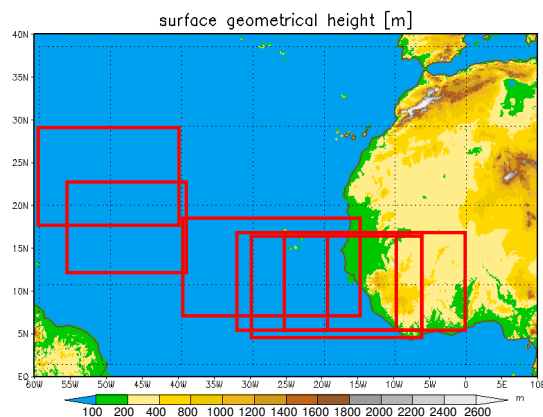 surface geometrical height [m]
40N
35N
30N
25N
20N
15N
10N
5N
EQ
60W 55W 50W 45W 40W 35W 30W 25W 20W 15W 10W 5W 0 5E 10E
m
100 200 400 800 1000 1200 1400 1600 1800 2000 2200 2400 2600